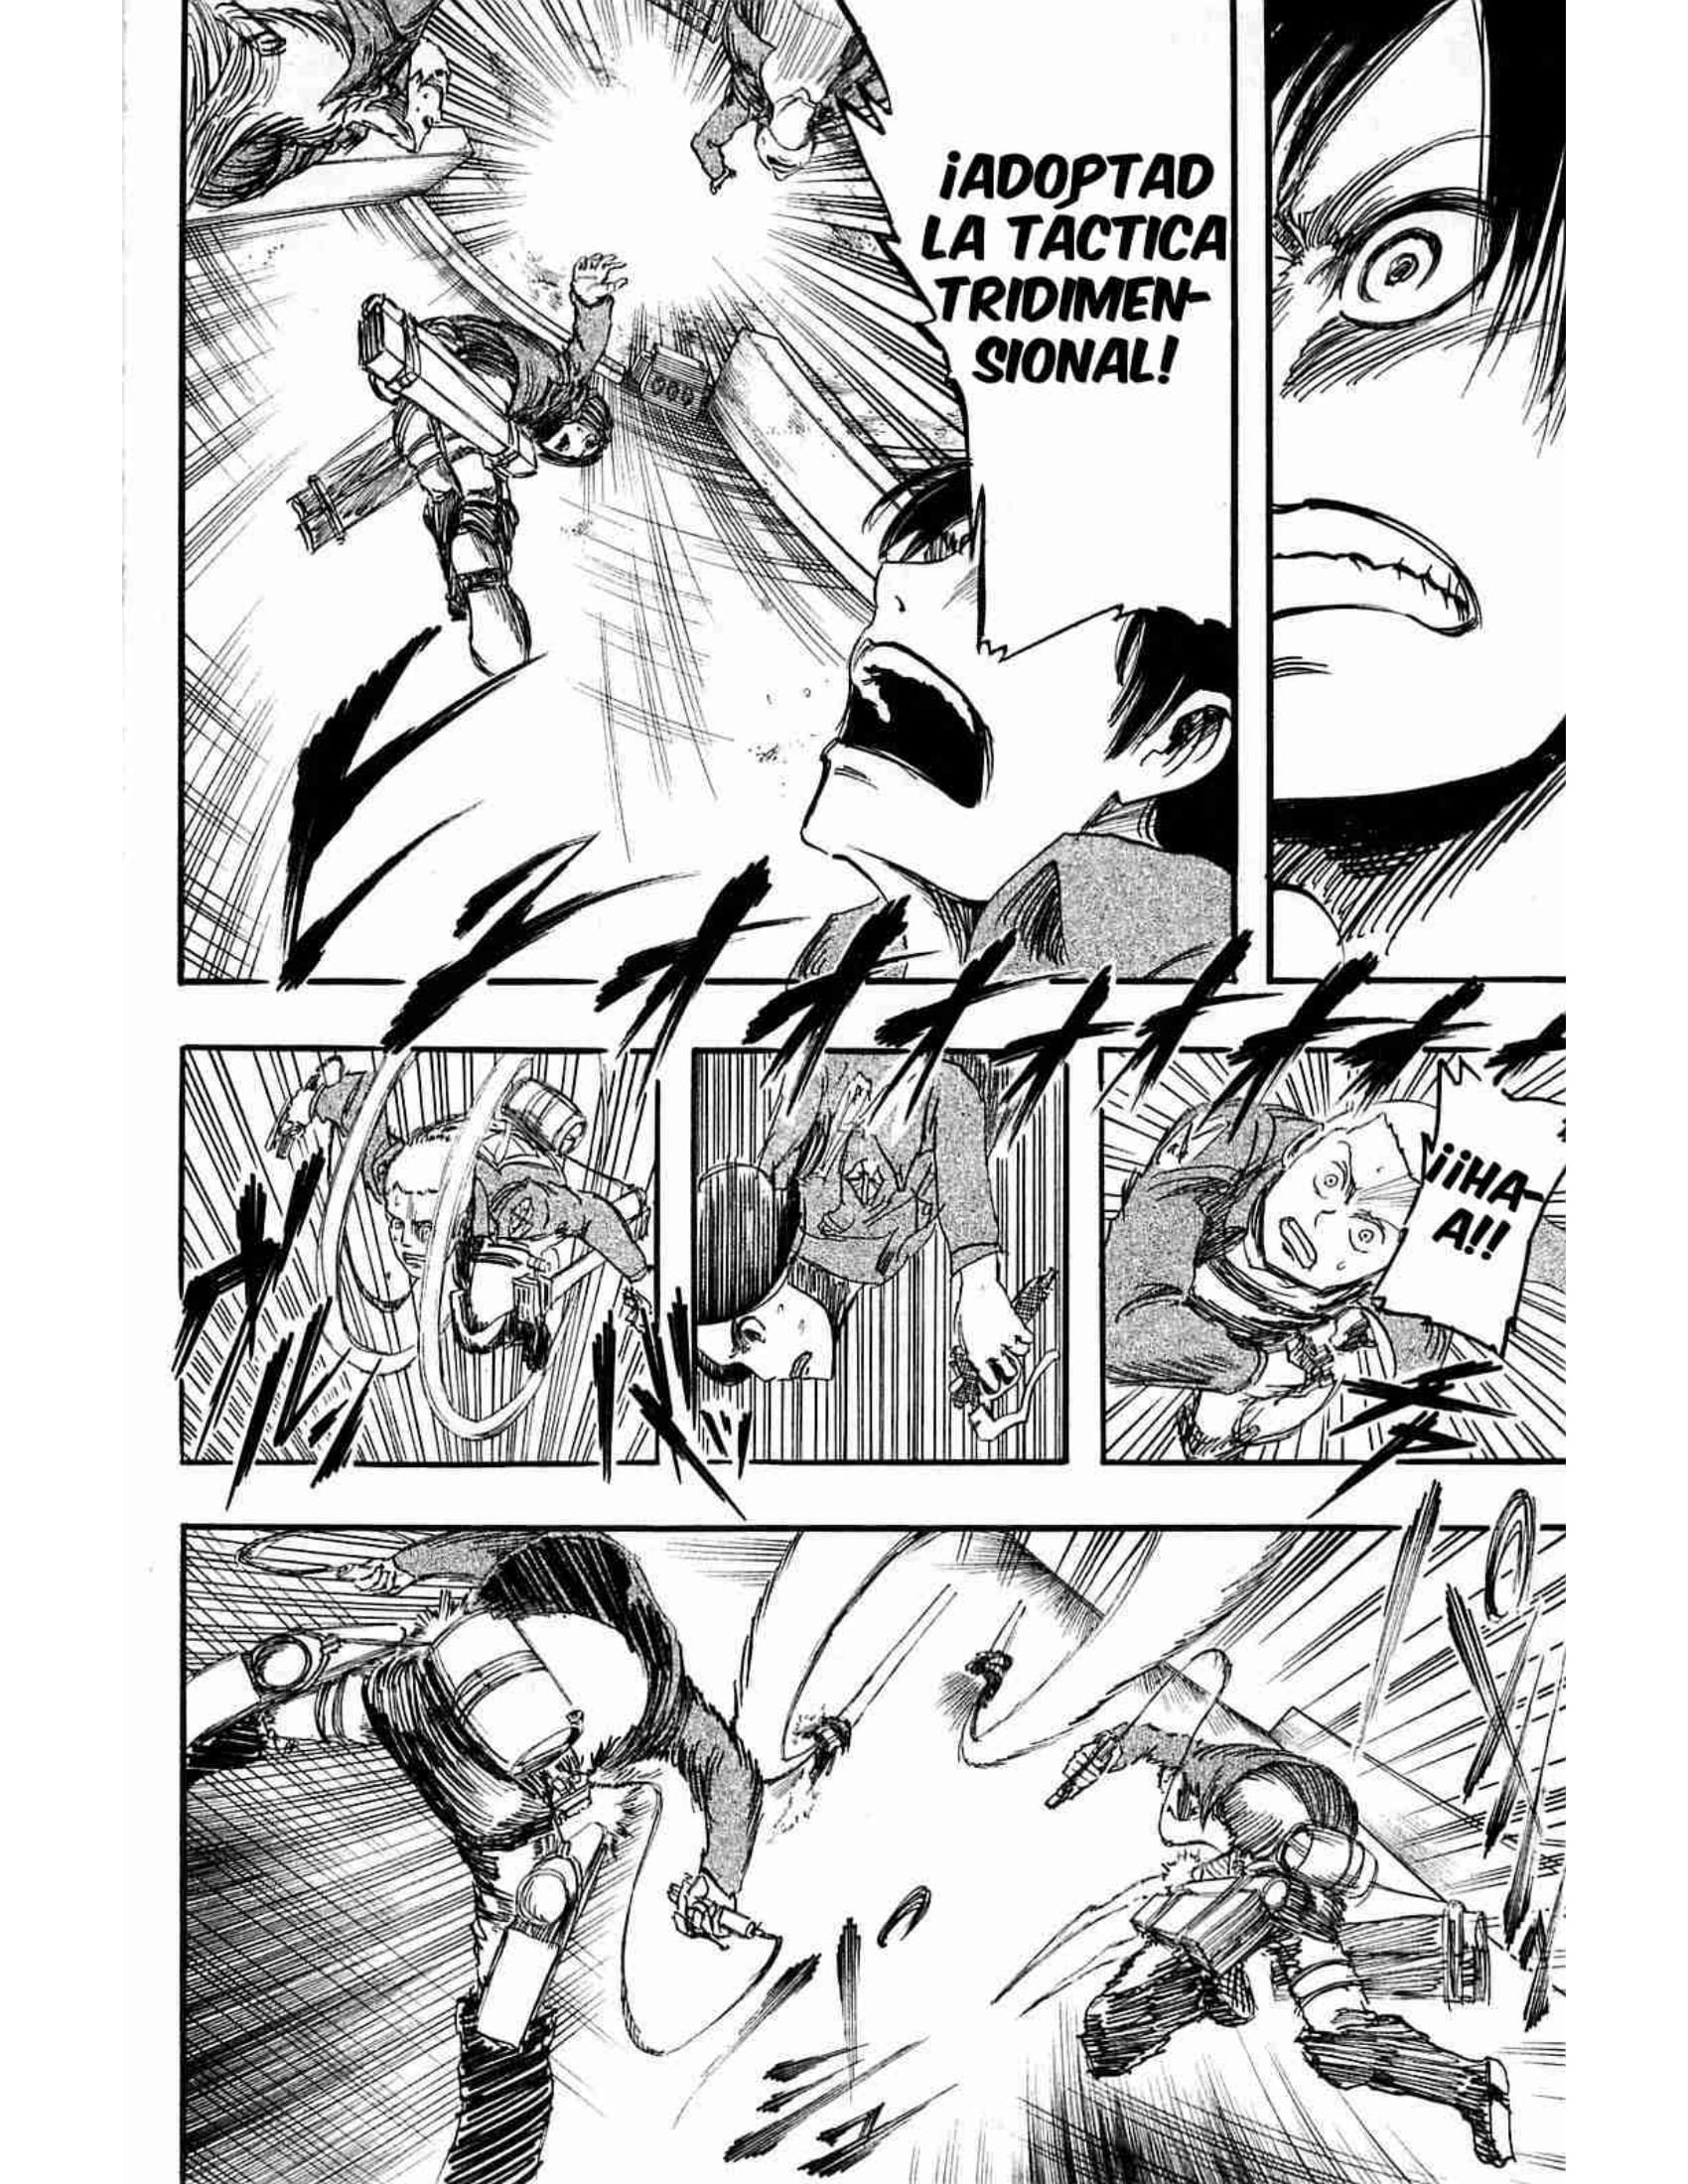 ¡ADOPTAD
LA TÁCTICA
TRIDIMEN-
SIONAL!
¡¡HA-
A!!